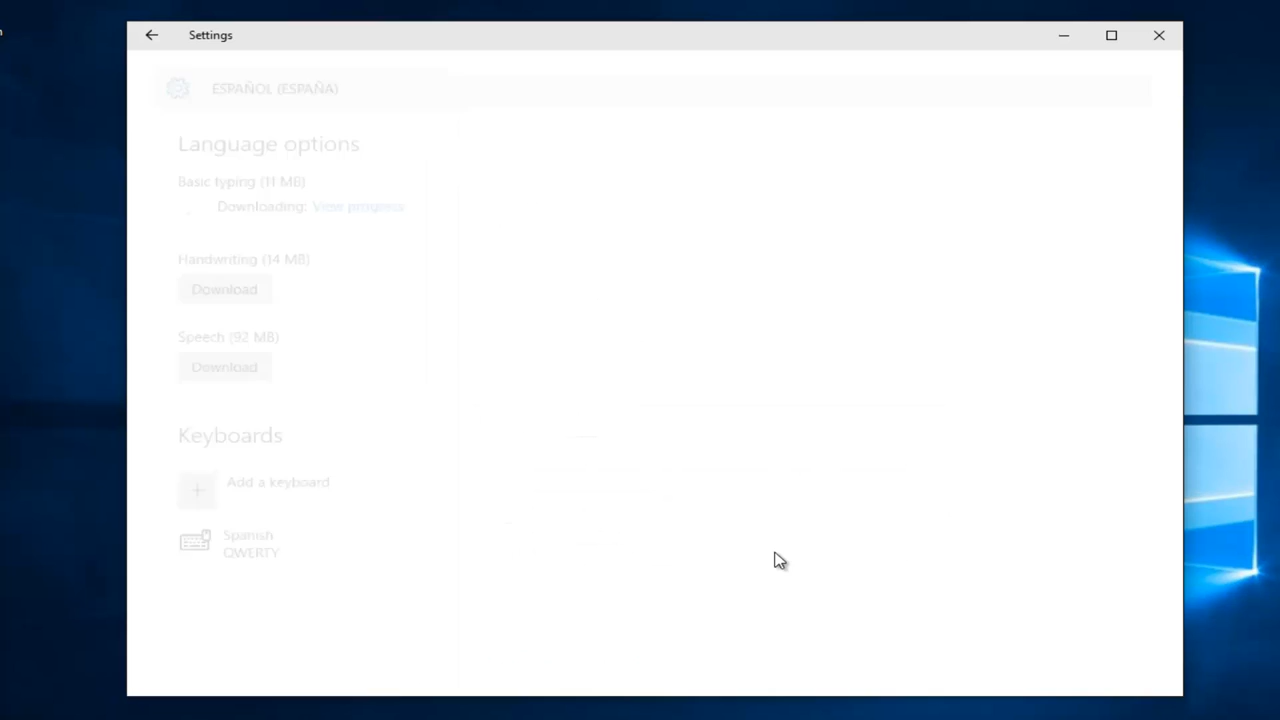 Settings
ESPAÑOL (ESPAÑA)
Language options
Basic typing (11 MB)
Downloading: View progress
Handwriting (14 MB)
Download
Speech (92 MB)
Download
Keyboards
+ Add a keyboard
Spanish
QWERTY